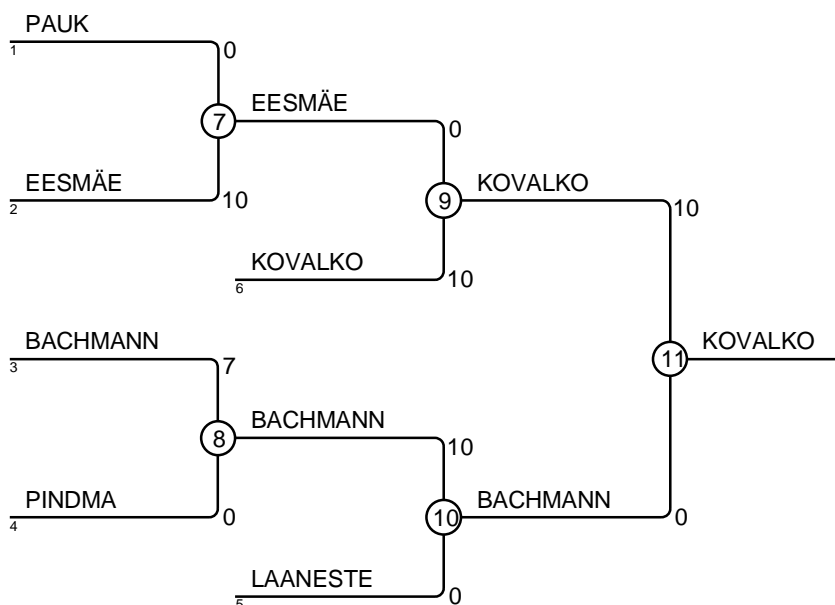 PAUK
1
0
7
EESMÄE
0
EESMÄE
2
10
9
KOVALKO
10
KOVALKO
6
10
BACHMANN
3
7
11
KOVALKO
8
BACHMANN
10
PINDMA
4
0
10
BACHMANN
0
LAANESTE
5
0